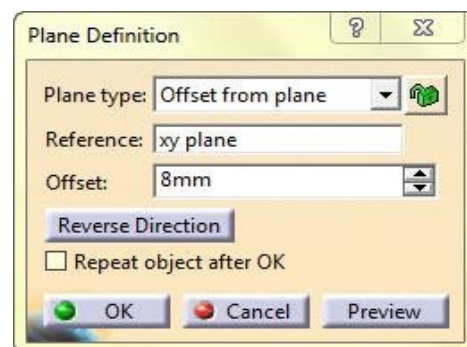 Plane Definition
Plane type: Offset from plane
Reference: xy plane
Offset: 8mm
Reverse Direction
Repeat object after OK
OK Cancel Preview